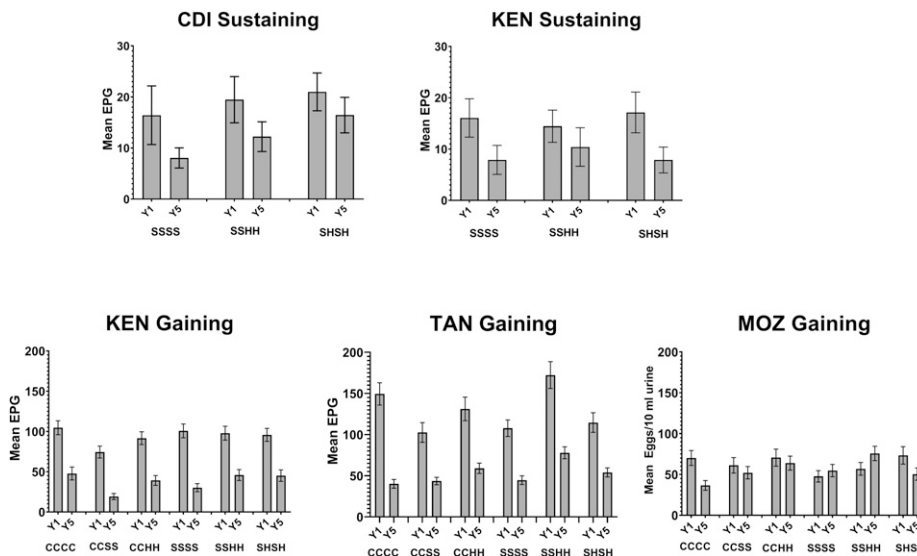 CDI Sustaining
Mean EPG
30
20
10
0
Y1 Y5 Y1 Y5 Y1 Y5
SSSS SSHH SHSH
KEN Sustaining
Mean EPG
30
20
10
0
Y1 Y5 Y1 Y5 Y1 Y5
SSSS SSHH SHSH
KEN Gaining
Mean EPG
200
150
100
50
0
Y1 Y5 Y1 Y5 Y1 Y5 Y1 Y5 Y1 Y5 Y1 Y5
CCCC CCSS CCHH SSSS SSHH SHSH
TAN Gaining
Mean EPG
200
150
100
50
0
Y1 Y5 Y1 Y5 Y1 Y5 Y1 Y5 Y1 Y5 Y1 Y5
CCCC CCSS CCHH SSSS SSHH SHSH
MOZ Gaining
Mean Eggs/10 ml urine
200
150
100
50
0
Y1 Y5 Y1 Y5 Y1 Y5 Y1 Y5 Y1 Y5 Y1 Y5
CCCC CCSS CCHH SSSS SSHH SHSH